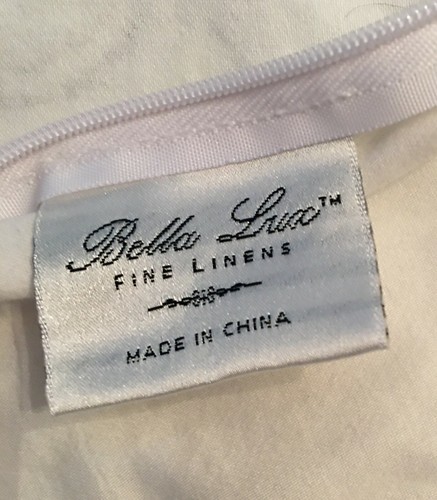 Bella Lux™
FINE LINENS
MADE IN CHINA